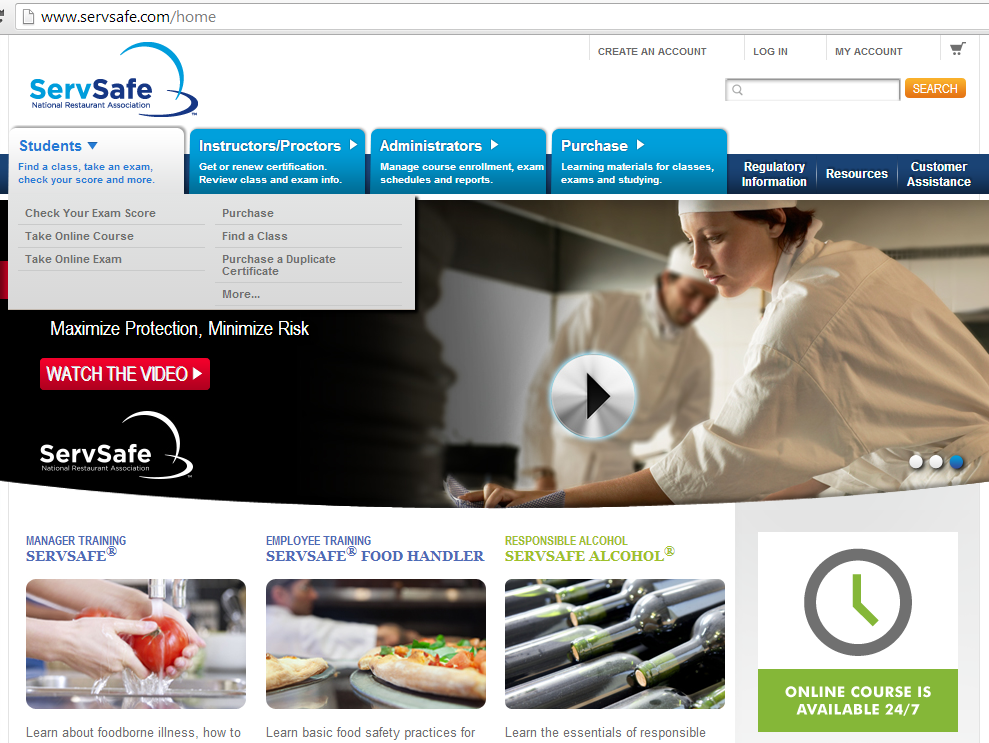 www.servsafe.com/home
CREATE AN ACCOUNT
LOG IN
MY ACCOUNT
ServSafe
National Restaurant Association
TM
SEARCH
Students
Find a class, take an exam,
check your score and more.
Instructors/Proctors
Get or renew certification.
Review class and exam info.
Administrators
Manage course enrollment, exam
schedules and reports.
Purchase
Learning materials for classes,
exams and studying.
Regulatory
Information
Resources
Customer
Assistance
Check Your Exam Score
Take Online Course
Take Online Exam
Purchase
Find a Class
Purchase a Duplicate
Certificate
More...
Maximize Protection, Minimize Risk
WATCH THE VIDEO
ServSafe
National Restaurant Association
MANAGER TRAINING
SERVSAFE®
EMPLOYEE TRAINING
SERVSAFE® FOOD HANDLER
RESPONSIBLE ALCOHOL
SERVSAFE ALCOHOL®
ONLINE COURSE IS
AVAILABLE 24/7
Learn about foodborne illness, how to
Learn basic food safety practices for
Learn the essentials of responsible